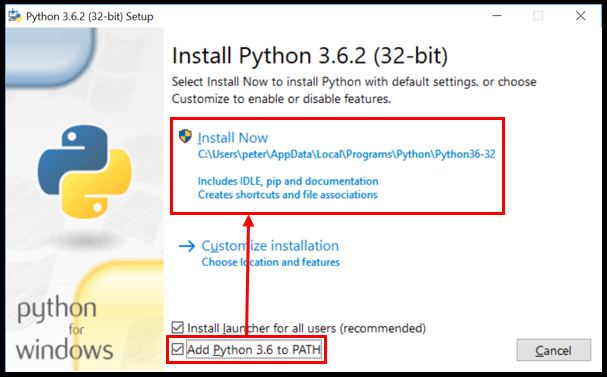 Python 3.6.2 (32-bit) Setup
Install Python 3.6.2 (32-bit)
Select Install Now to install Python with default settings, or choose
Customize to enable or disable features.
Install Now
C:\Users\peter\AppData\Local\Programs\Python\Python36-32
Includes IDLE, pip and documentation
Creates shortcuts and file associations
Customize installation
Choose location and features
python
for
windows
Install launcher for all users (recommended)
Add Python 3.6 to PATH
Cancel